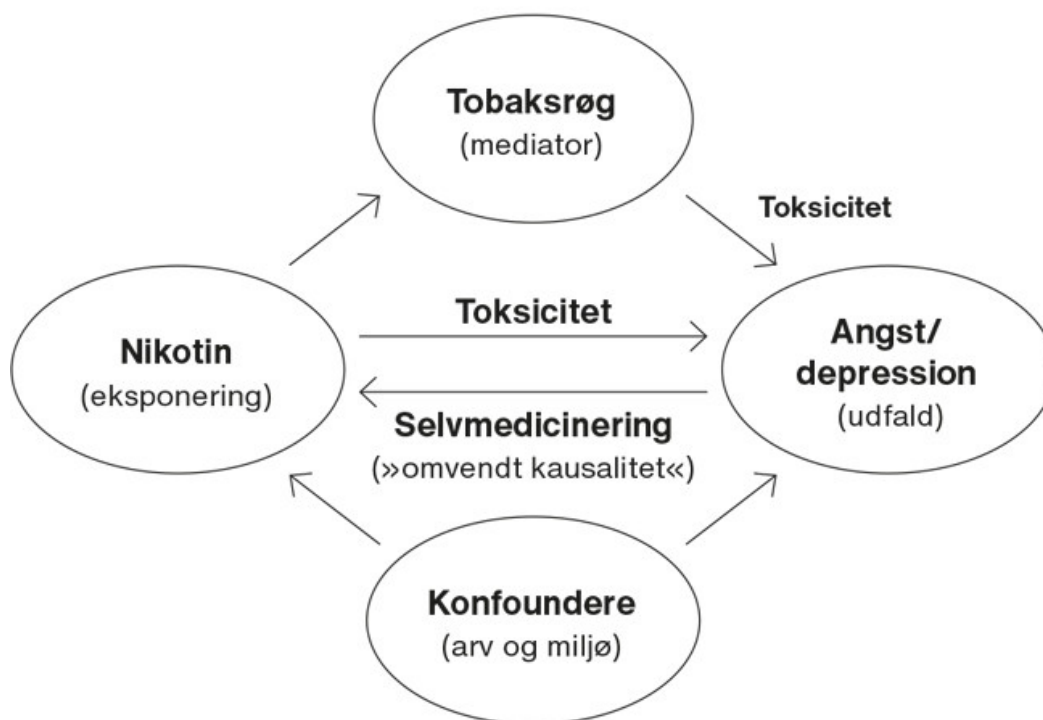 Tobaksrøg
(mediator)
Toksicitet
Toksicitet
Nikotin
(eksponering)
Angst/
depression
(udfald)
Selvmedicinering
(»omvendt kausalitet«)
Konfoundere
(arv og miljø)